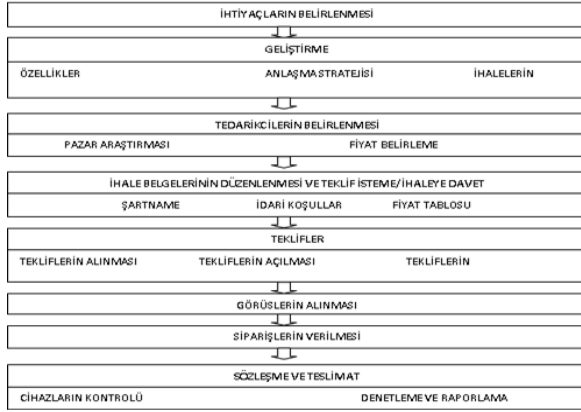 İHTİYAÇLARIN BELİRLENMESİ
GELİŞTİRME
ÖZELLİKLER ANLAŞMA STRATEJİSİ İHALELERİN
TEDARİKCİLERİN BELİRLENMESİ
PAZAR ARAŞTIRMASI FİYAT BELİRLEME
İHALE BELGELERİNİN DÜZENLENMESİ VE TEKLİF İSTEME/İHALEYE DAVET
ŞARTNAME İDARİ KOŞULLAR FİYAT TABLOSU
TEKLİFLER
TEKLİFLERİN ALINMASI TEKLİFLERİN AÇILMASI TEKLİFLERİN
GÖRÜSLERİN ALINMASI
SİPARİŞLERİN VERİLMESİ
SÖZLEŞME VE TESLİMAT
CİHAZLARIN KONTROLÜ DENETLEME VE RAPORLAMA